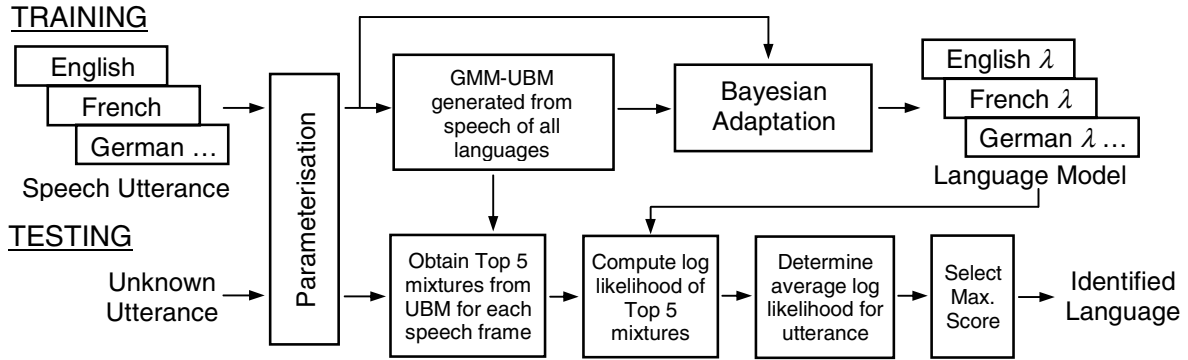 TRAINING
English
French
German …
Speech Utterance
Parameterisation
GMM-UBM
generated from
speech of all
languages
Bayesian
Adaptation
English λ
French λ
German λ …
Language Model
TESTING
Unknown
Utterance
Obtain Top 5
mixtures from
UBM for each
speech frame
Compute log
likelihood of
Top 5
mixtures
Determine
average log
likelihood for
utterance
Select
Max.
Score
Identified
Language